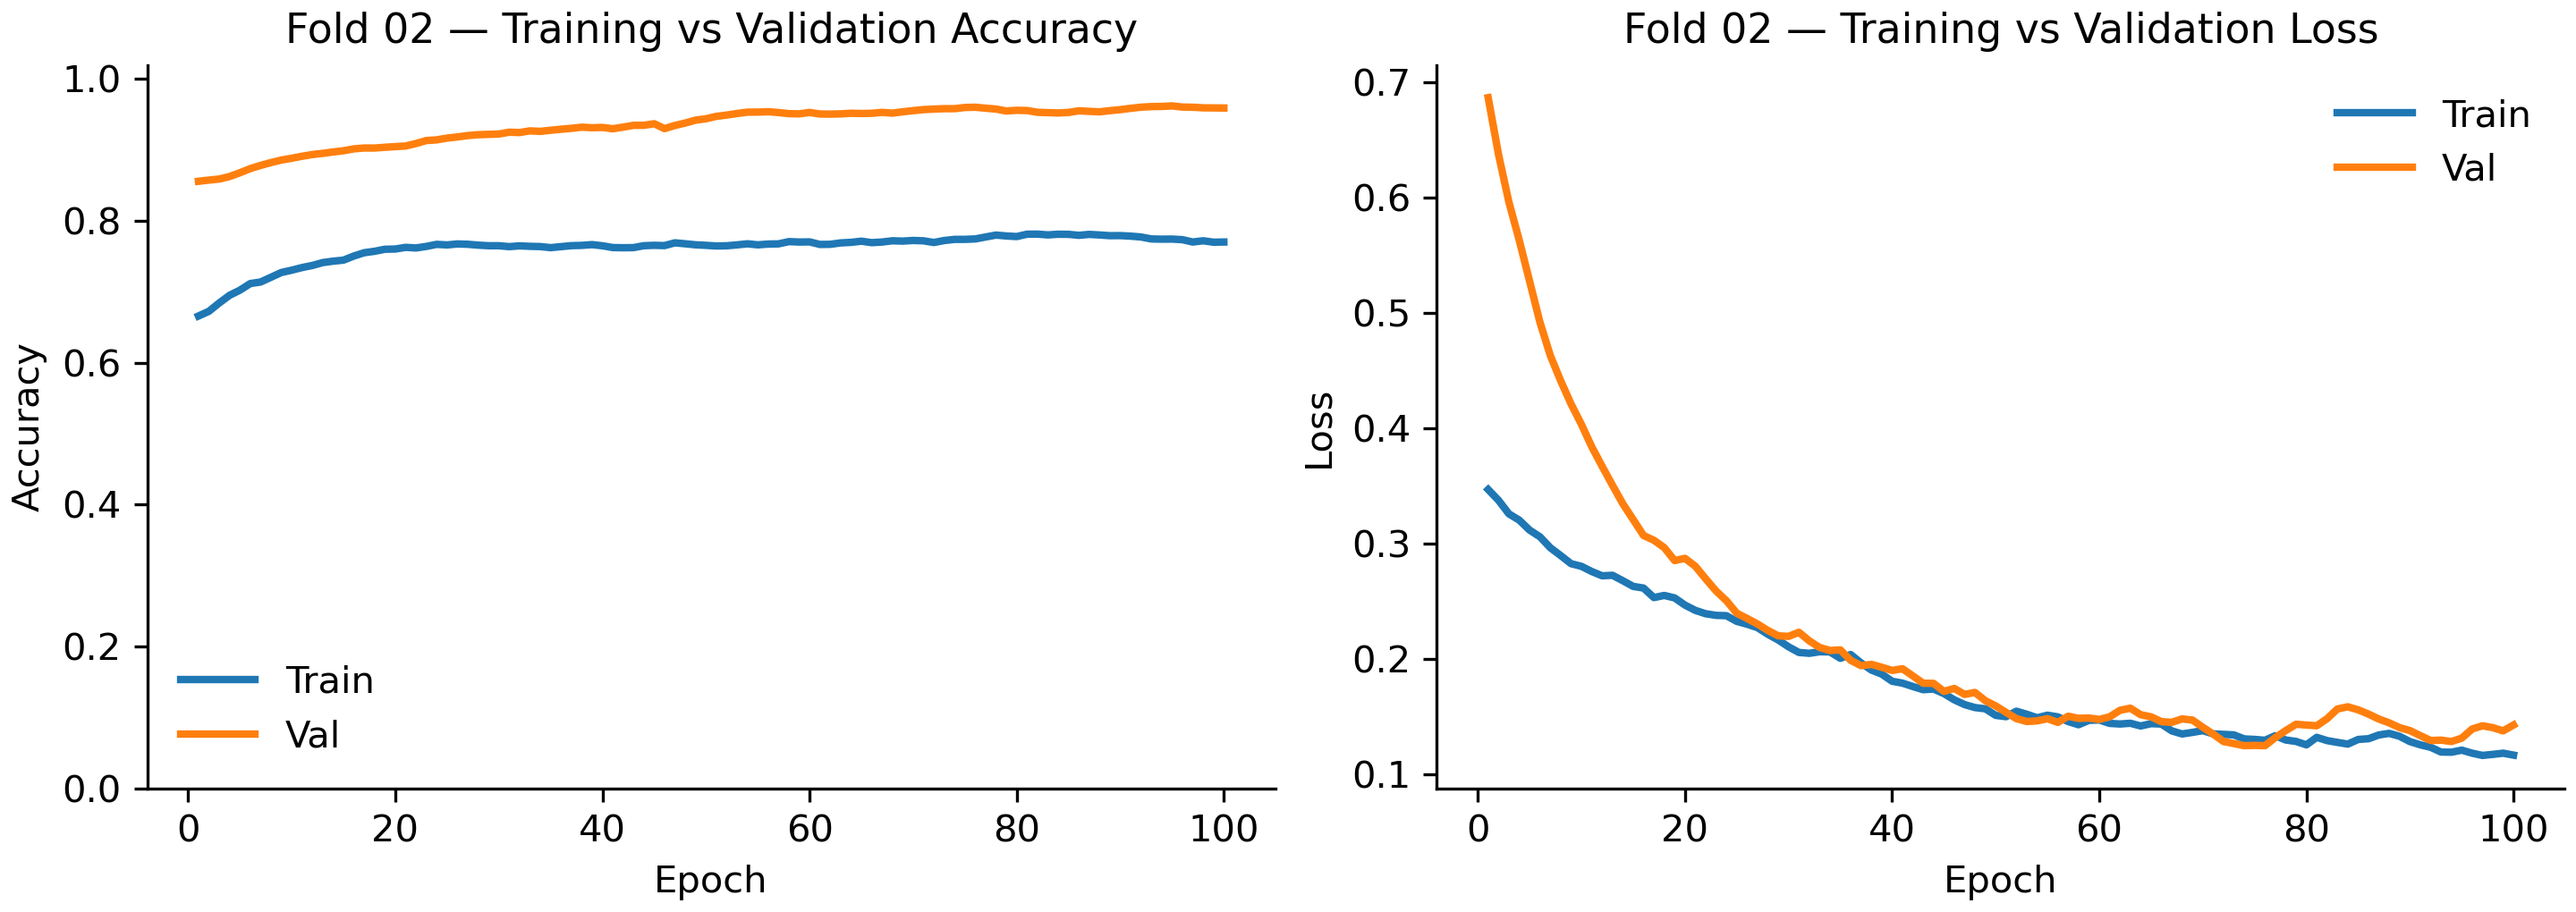 Fold 02 — Training vs Validation Accuracy
1.0
0.8
0.6
0.4
0.2
0.0
Accuracy
Train
Val
0 20 40 60 80 100
Epoch
Fold 02 — Training vs Validation Loss
0.7
0.6
0.5
0.4
0.3
0.2
0.1
Loss
Train
Val
0 20 40 60 80 100
Epoch